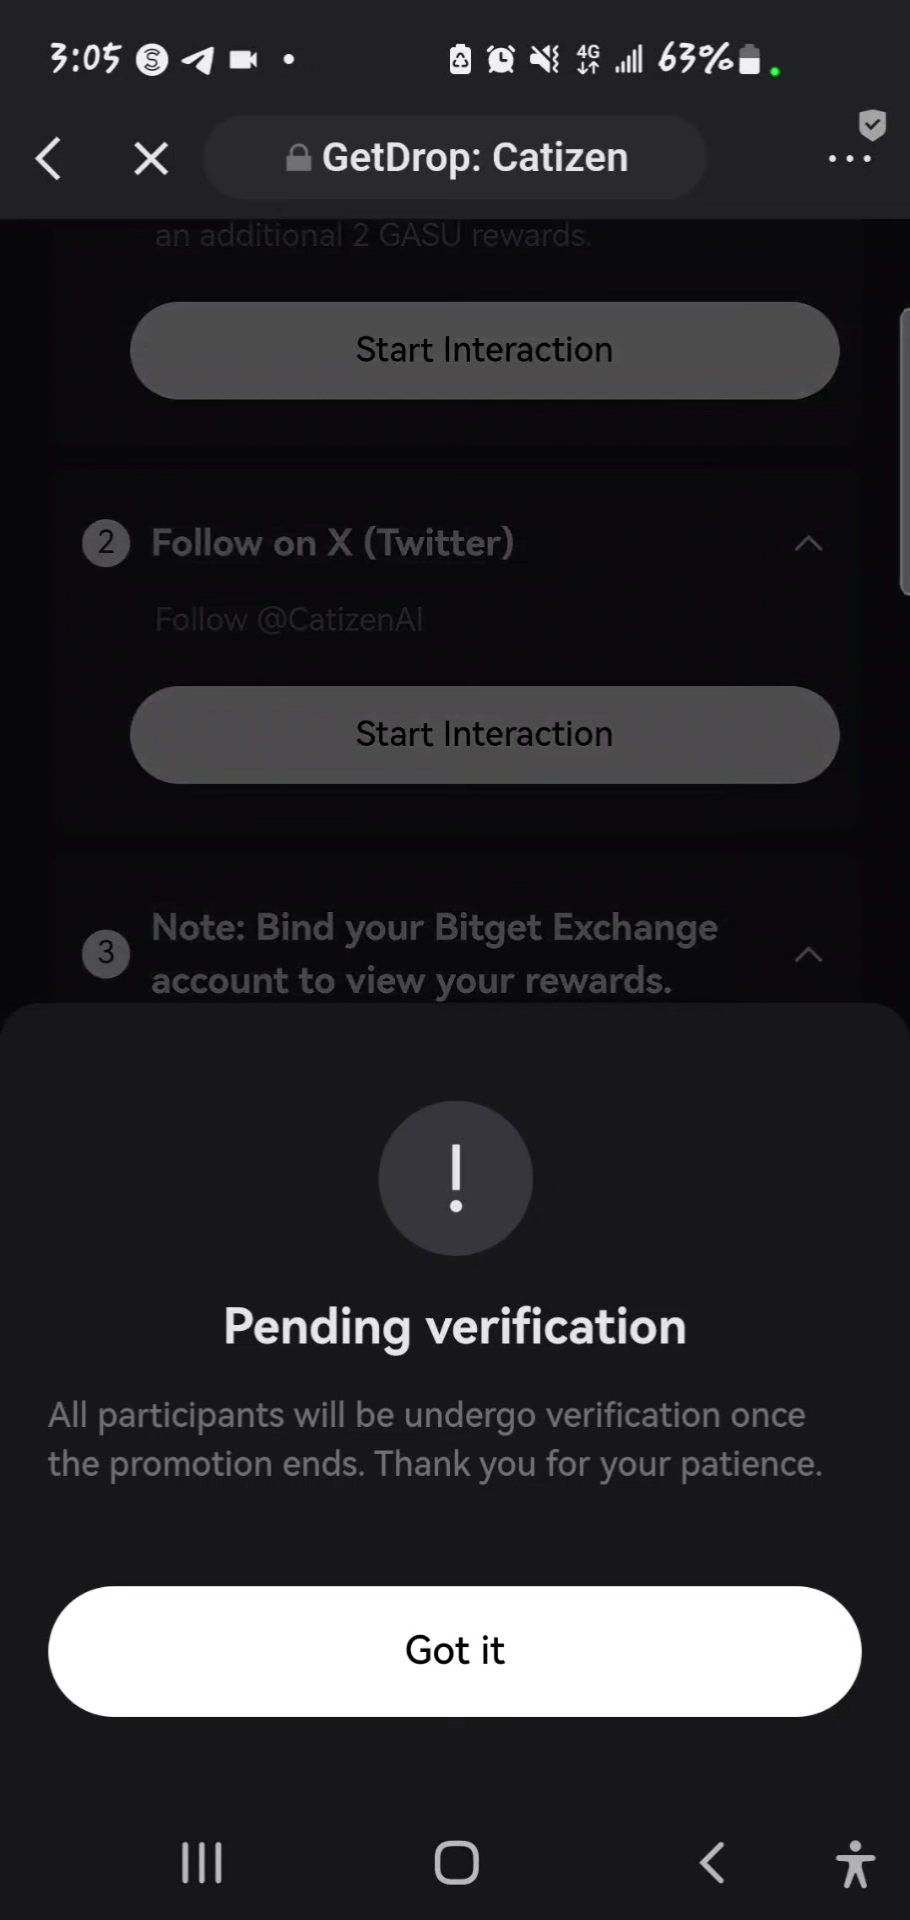 3:05
4G
63%
GetDrop: Catizen
an additional 2 GASU rewards.
Start Interaction
2 Follow on X (Twitter)
Follow @CatizenAI
Start Interaction
3 Note: Bind your Bitget Exchange
account to view your rewards.
!
Pending verification
All participants will be undergo verification once
the promotion ends. Thank you for your patience.
Got it